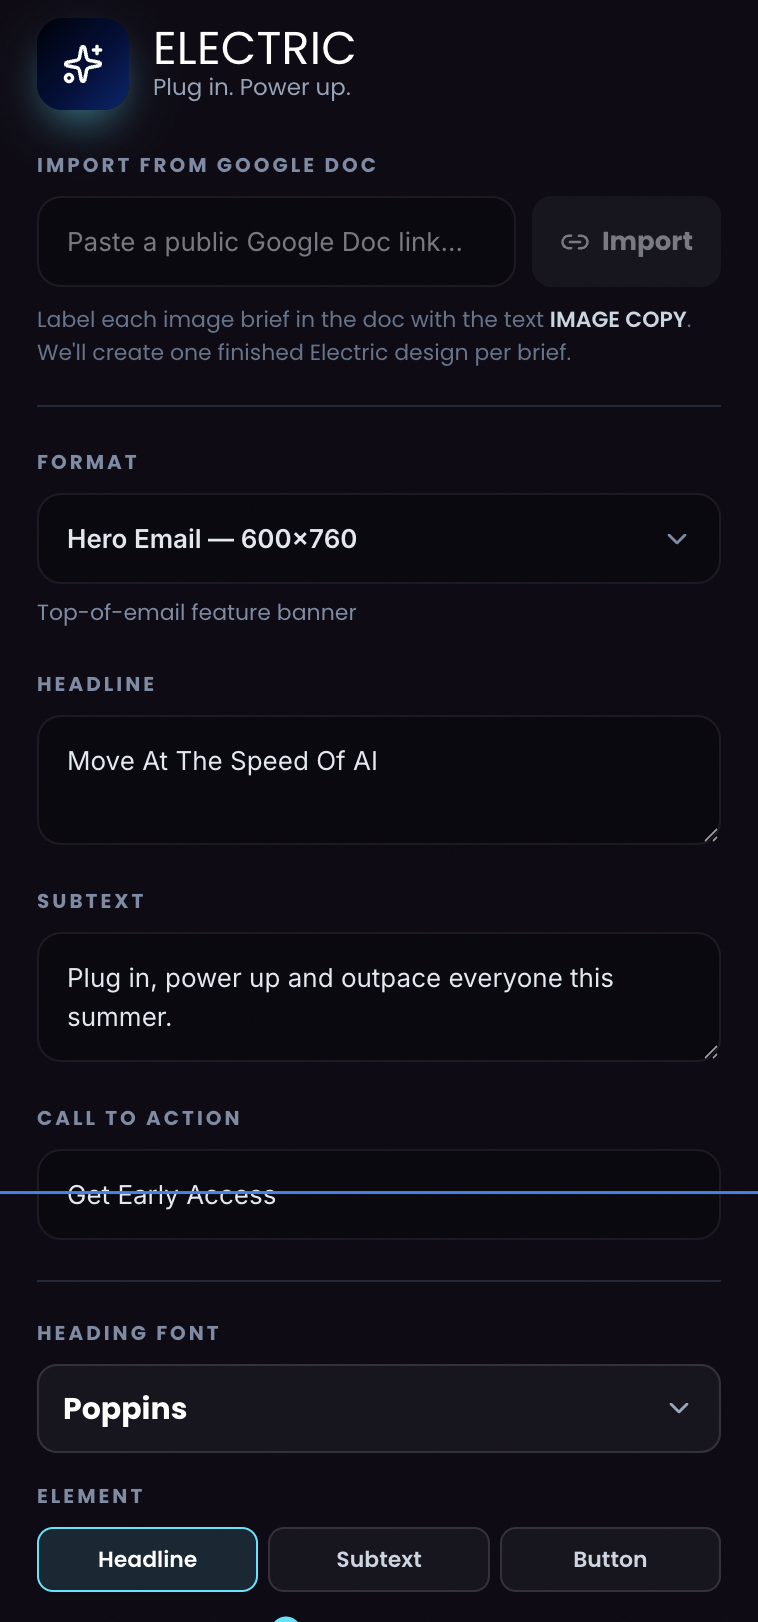 ELECTRIC
Plug in. Power up.
IMPORT FROM GOOGLE DOC
Paste a public Google Doc link...
Import
Label each image brief in the doc with the text IMAGE COPY.
We'll create one finished Electric design per brief.
FORMAT
Hero Email — 600×760
Top-of-email feature banner
HEADLINE
Move At The Speed Of AI
SUBTEXT
Plug in, power up and outpace everyone this
summer.
CALL TO ACTION
Get Early Access
HEADING FONT
Poppins
ELEMENT
Headline
Subtext
Button